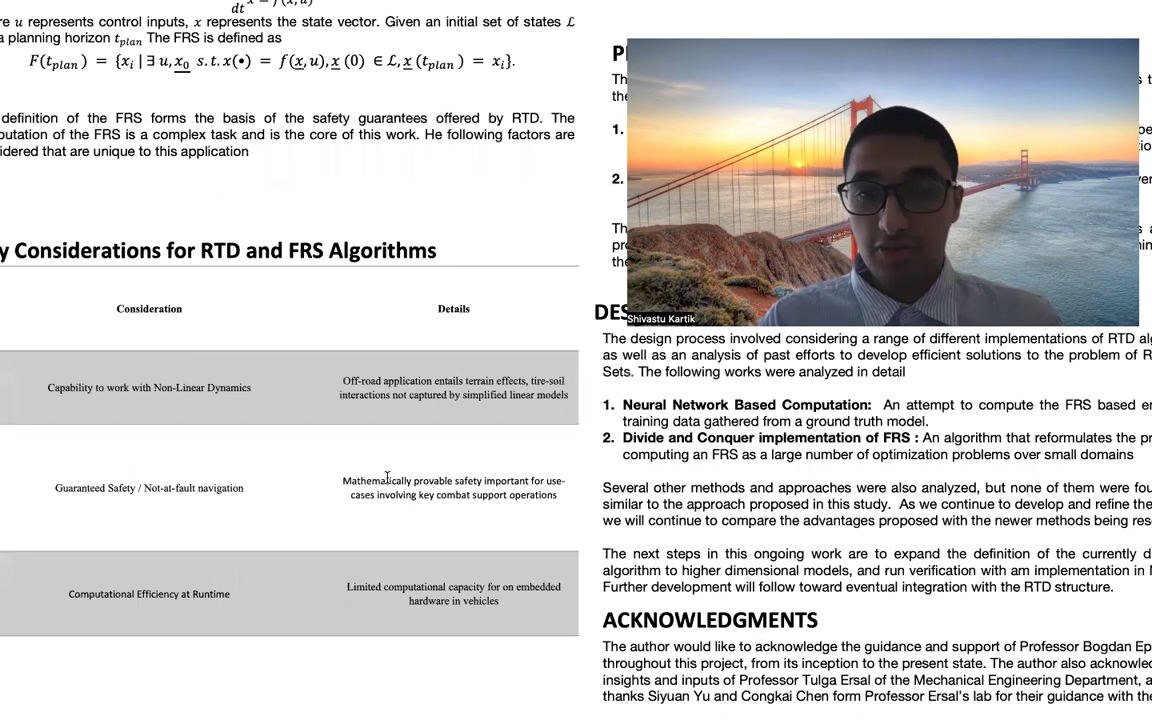 dt x = f(x, u)
re u represents control inputs, x represents the state vector. Given an initial set of states ℒ
a planning horizon t_plan The FRS is defined as
F(t_plan) = {x_i | ∃ u, x_0 s.t. x(•) = f(x, u), x (0) ∈ ℒ, x (t_plan) = x_i}.
definition of the FRS forms the basis of the safety guarantees offered by RTD. The
putation of the FRS is a complex task and is the core of this work. He following factors are
idered that are unique to this application
y Considerations for RTD and FRS Algorithms
Consideration Details
Capability to work with Non-Linear Dynamics
Off-road application entails terrain effects, tire-soil
interactions not captured by simplified linear models
Guaranteed Safety / Not-at-fault navigation
Mathematically provable safety important for use-
cases involving key combat support operations
Computational Efficiency at Runtime
Limited computational capacity for on embedded
hardware in vehicles
Th
the
1.
2.
Th
pro
the
Shivastu Kartik
DES
The design process involved considering a range of different implementations of RTD alg
as well as an analysis of past efforts to develop efficient solutions to the problem of R
Sets. The following works were analyzed in detail
1. Neural Network Based Computation: An attempt to compute the FRS based en
training data gathered from a ground truth model.
2. Divide and Conquer implementation of FRS : An algorithm that reformulates the pr
computing an FRS as a large number of optimization problems over small domains
Several other methods and approaches were also analyzed, but none of them were fou
similar to the approach proposed in this study. As we continue to develop and refine the
we will continue to compare the advantages proposed with the newer methods being res
The next steps in this ongoing work are to expand the definition of the currently d
algorithm to higher dimensional models, and run verification with am implementation in
Further development will follow toward eventual integration with the RTD structure.
ACKNOWLEDGMENTS
The author would like to acknowledge the guidance and support of Professor Bogdan Ep
throughout this project, from its inception to the present state. The author also acknowled
insights and inputs of Professor Tulga Ersal of the Mechanical Engineering Department, a
thanks Siyuan Yu and Congkai Chen form Professor Ersal's lab for their guidance with the